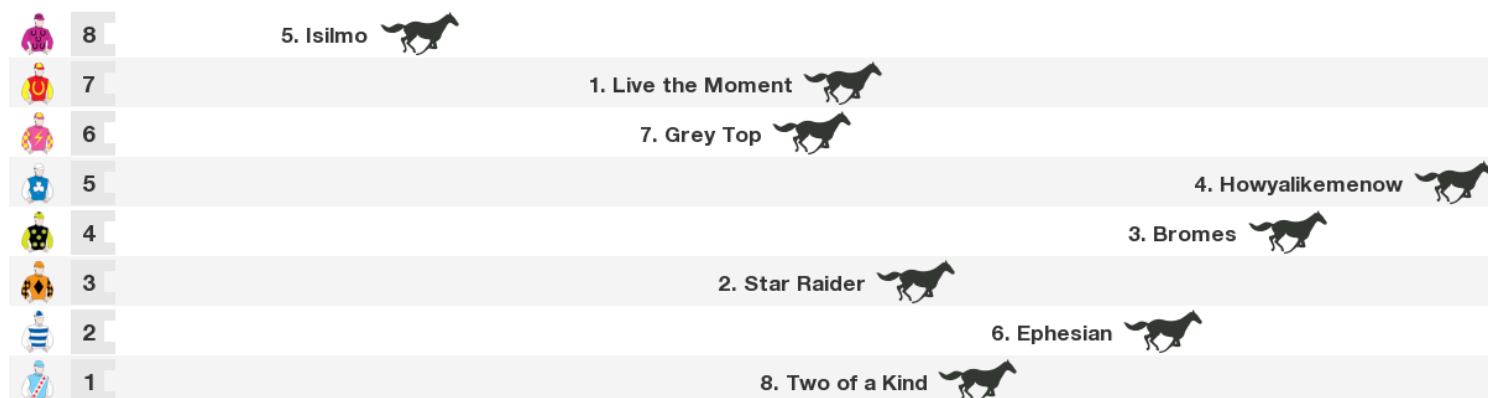 8 5. Isilmo
7 1. Live the Moment
6 7. Grey Top
5 4. Howyalikemenow
4 3. Bromes
3 2. Star Raider
2 6. Ephesian
1 8. Two of a Kind